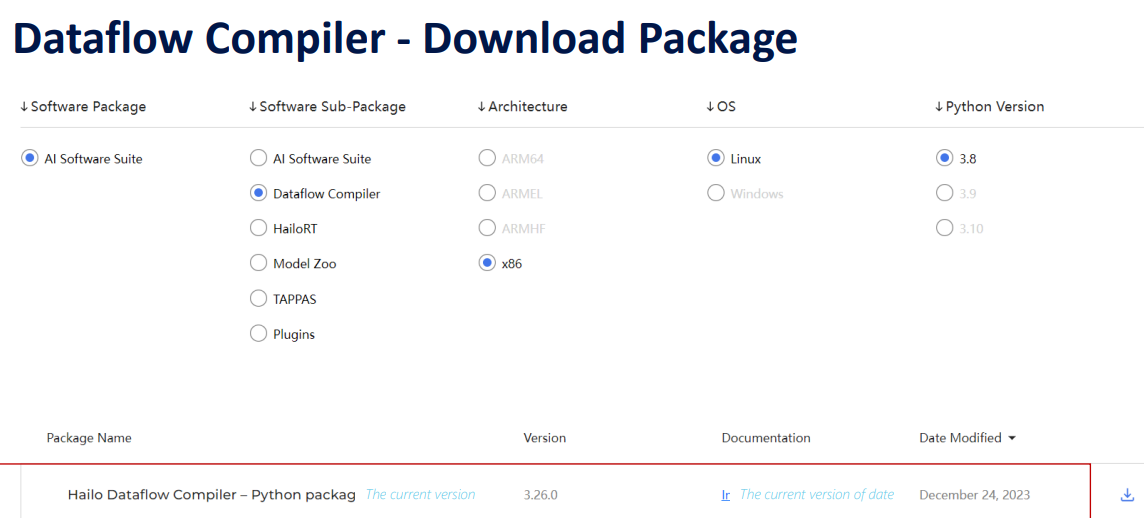 Dataflow Compiler - Download Package
↓ Software Package ↓ Software Sub-Package ↓ Architecture ↓ OS ↓ Python Version
AI Software Suite AI Software Suite ARM64 Linux 3.8
Dataflow Compiler ARMEL Windows 3.9
HailoRT ARMHF 3.10
Model Zoo x86
TAPPAS
Plugins
Package Name Version Documentation Date Modified
Hailo Dataflow Compiler – Python packag The current version 3.26.0 Ir The current version of date December 24, 2023